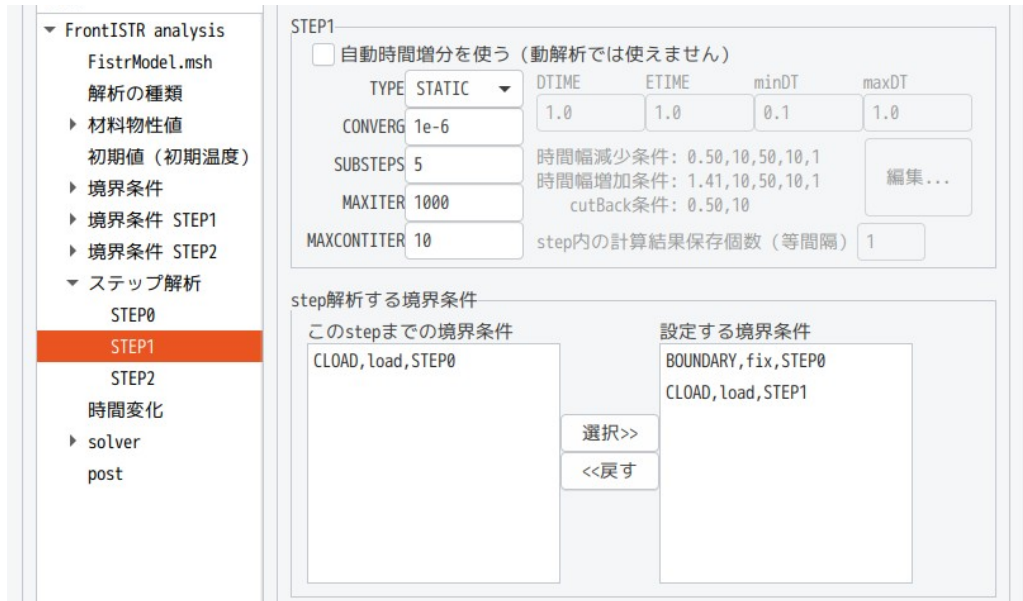 FrontISTR analysis
FistrModel.msh
解析の種類
材料物性値
初期値（初期温度）
境界条件
境界条件 STEP1
境界条件 STEP2
ステップ解析
STEP0
STEP1
STEP2
時間変化
solver
post
STEP1
自動時間増分を使う（動解析では使えません）
TYPE STATIC
CONVERG 1e-6
SUBSTEPS 5
MAXITER 1000
MAXCONTITER 10
DTIME ETIME minDT maxDT
1.0 1.0 0.1 1.0
時間幅減少条件: 0.50,10,50,10,1
時間幅増加条件: 1.41,10,50,10,1
cutBack条件: 0.50,10
編集...
step内の計算結果保存個数（等間隔） 1
step解析する境界条件
このstepまでの境界条件
CLOAD,load,STEP0
選択>>
<<戻す
設定する境界条件
BOUNDARY,fix,STEP0
CLOAD,load,STEP1